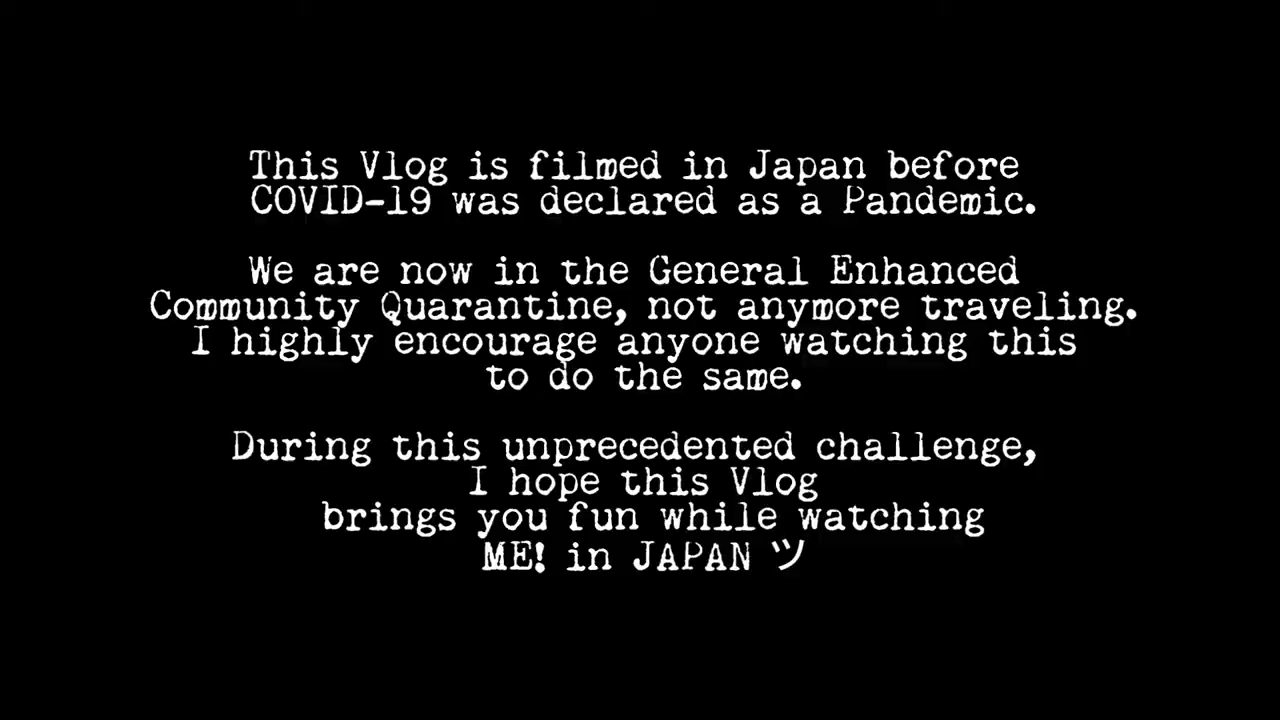 This Vlog is filmed in Japan before
COVID-19 was declared as a Pandemic.
We are now in the General Enhanced
Community Quarantine, not anymore traveling.
I highly encourage anyone watching this
to do the same.
During this unprecedented challenge,
I hope this Vlog
brings you fun while watching
ME! in JAPAN ツ